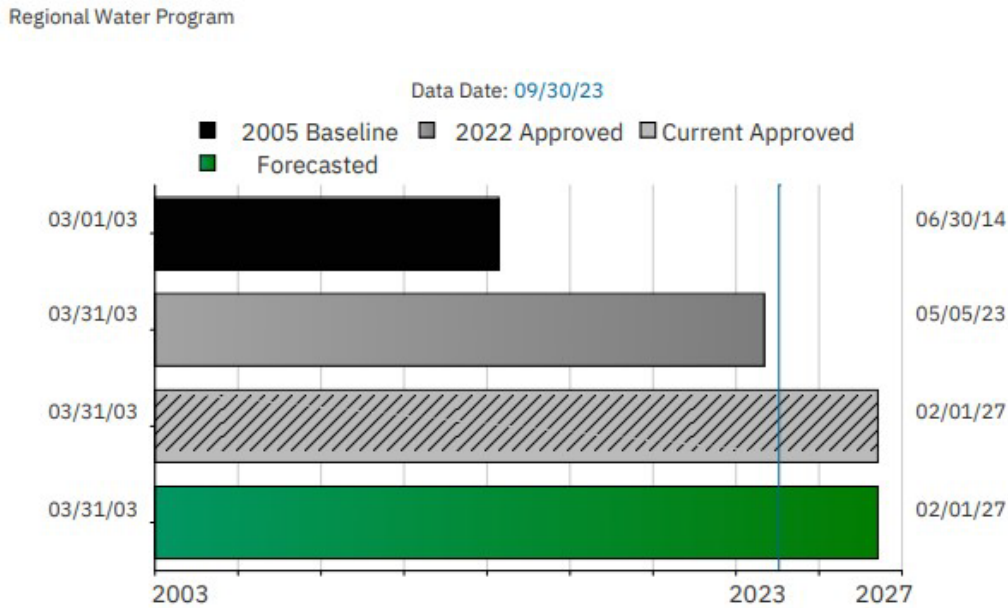 Regional Water Program
Data Date: 09/30/23
2005 Baseline 2022 Approved Current Approved
Forecasted
03/01/03 06/30/14
03/31/03 05/05/23
03/31/03 02/01/27
03/31/03 02/01/27
2003 2023 2027